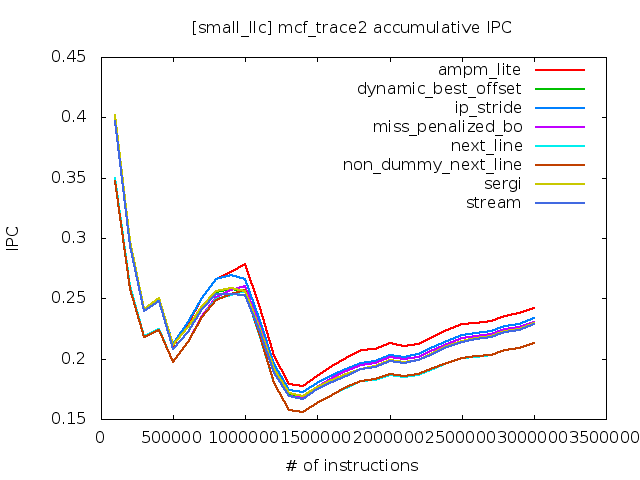 [small_llc] mcf_trace2 accumulative IPC
0.45
0.4
0.35
0.3
0.25
0.2
0.15
IPC
ampm_lite
dynamic_best_offset
ip_stride
miss_penalized_bo
next_line
non_dummy_next_line
sergi
stream
0 500000 1000000 1500000 2000000 2500000 3000000 3500000
# of instructions